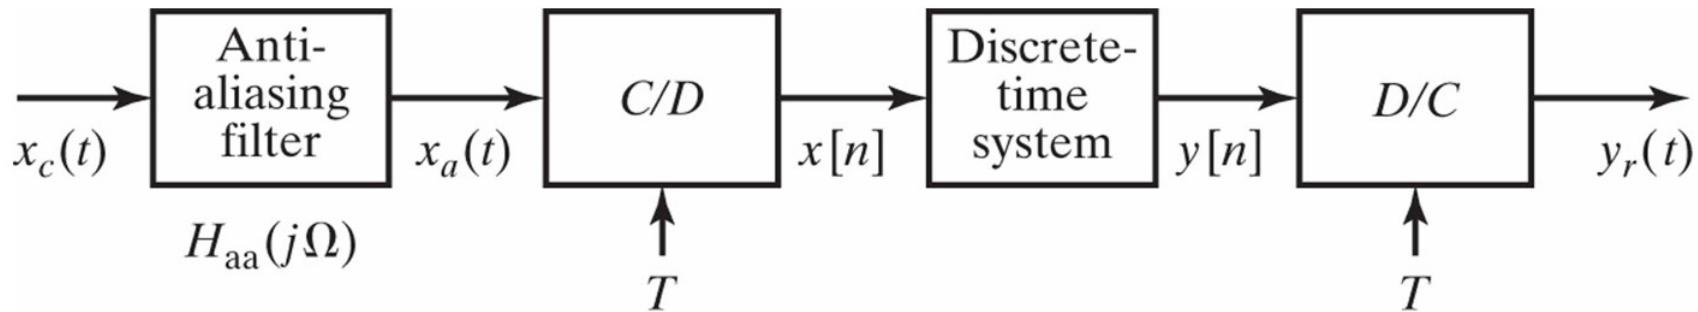 Anti-
aliasing
filter
C/D
Discrete-
time
system
D/C
x_c(t)
x_a(t)
x[n]
y[n]
y_r(t)
H_aa(jΩ)
T
T